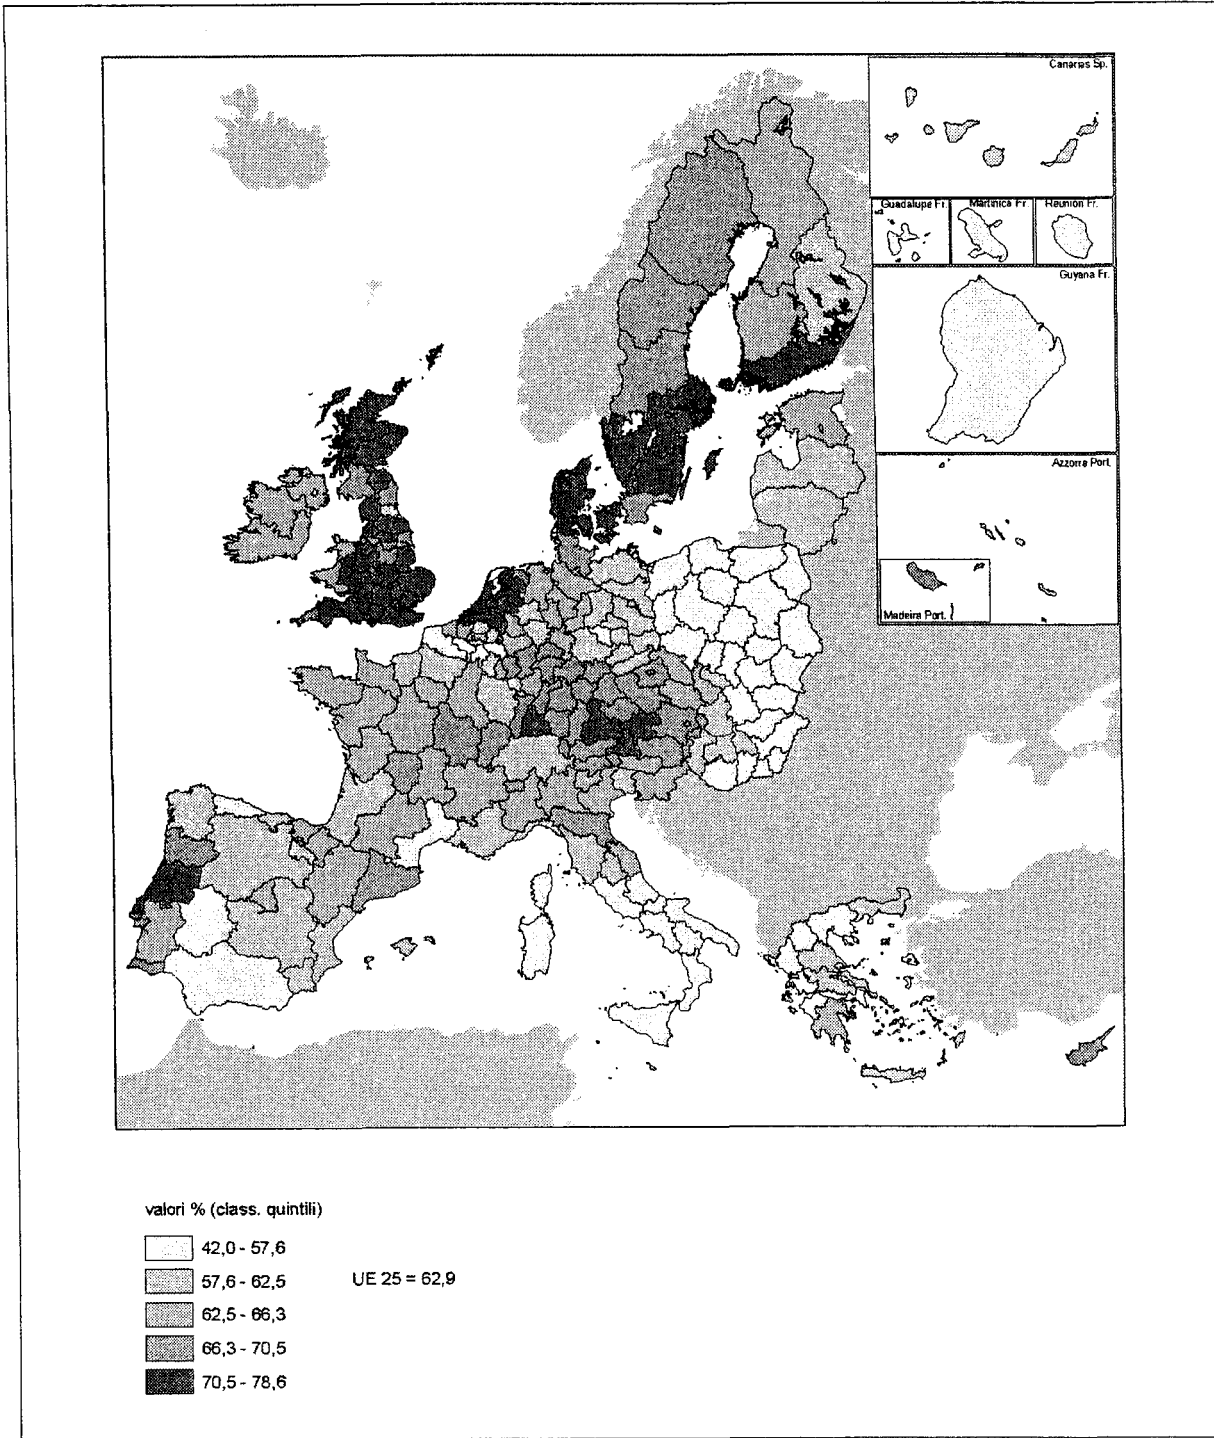 Canarias Sp.
Guadalupe Fr.
Martinica Fr.
Reunion Fr.
Guyana Fr.
Azzorre Port.
Madeira Port.
valori % (class. quintili)
42,0 - 57,6
57,6 - 62,5
UE 25 = 62,9
62,5 - 66,3
66,3 - 70,5
70,5 - 78,6